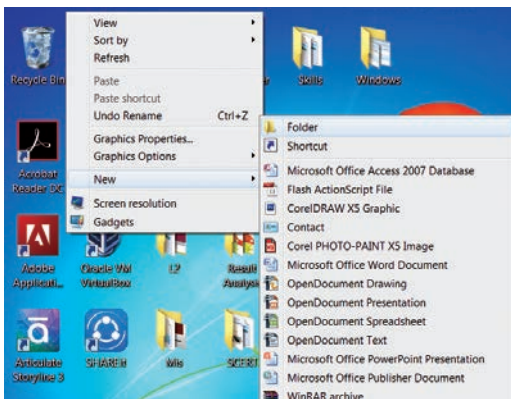 View
Sort by
Refresh
Paste
Paste shortcut
Undo Rename Ctrl+Z
Graphics Properties...
Graphics Options
New
Screen resolution
Gadgets
Folder
Shortcut
Microsoft Office Access 2007 Database
Flash ActionScript File
CorelDRAW X5 Graphic
Contact
Corel PHOTO-PAINT X5 Image
Microsoft Office Word Document
OpenDocument Drawing
OpenDocument Presentation
OpenDocument Spreadsheet
OpenDocument Text
Microsoft Office PowerPoint Presentation
Microsoft Office Publisher Document
WinRAR archive
Recycle Bin
Skills
Windows
Acrobat
Reader DC
Adobe
Applicati...
Oracle VM
VirtualBox
L2
Result
Analysis
Articulate
Storyline 3
SHAREit
Mis
SCERT